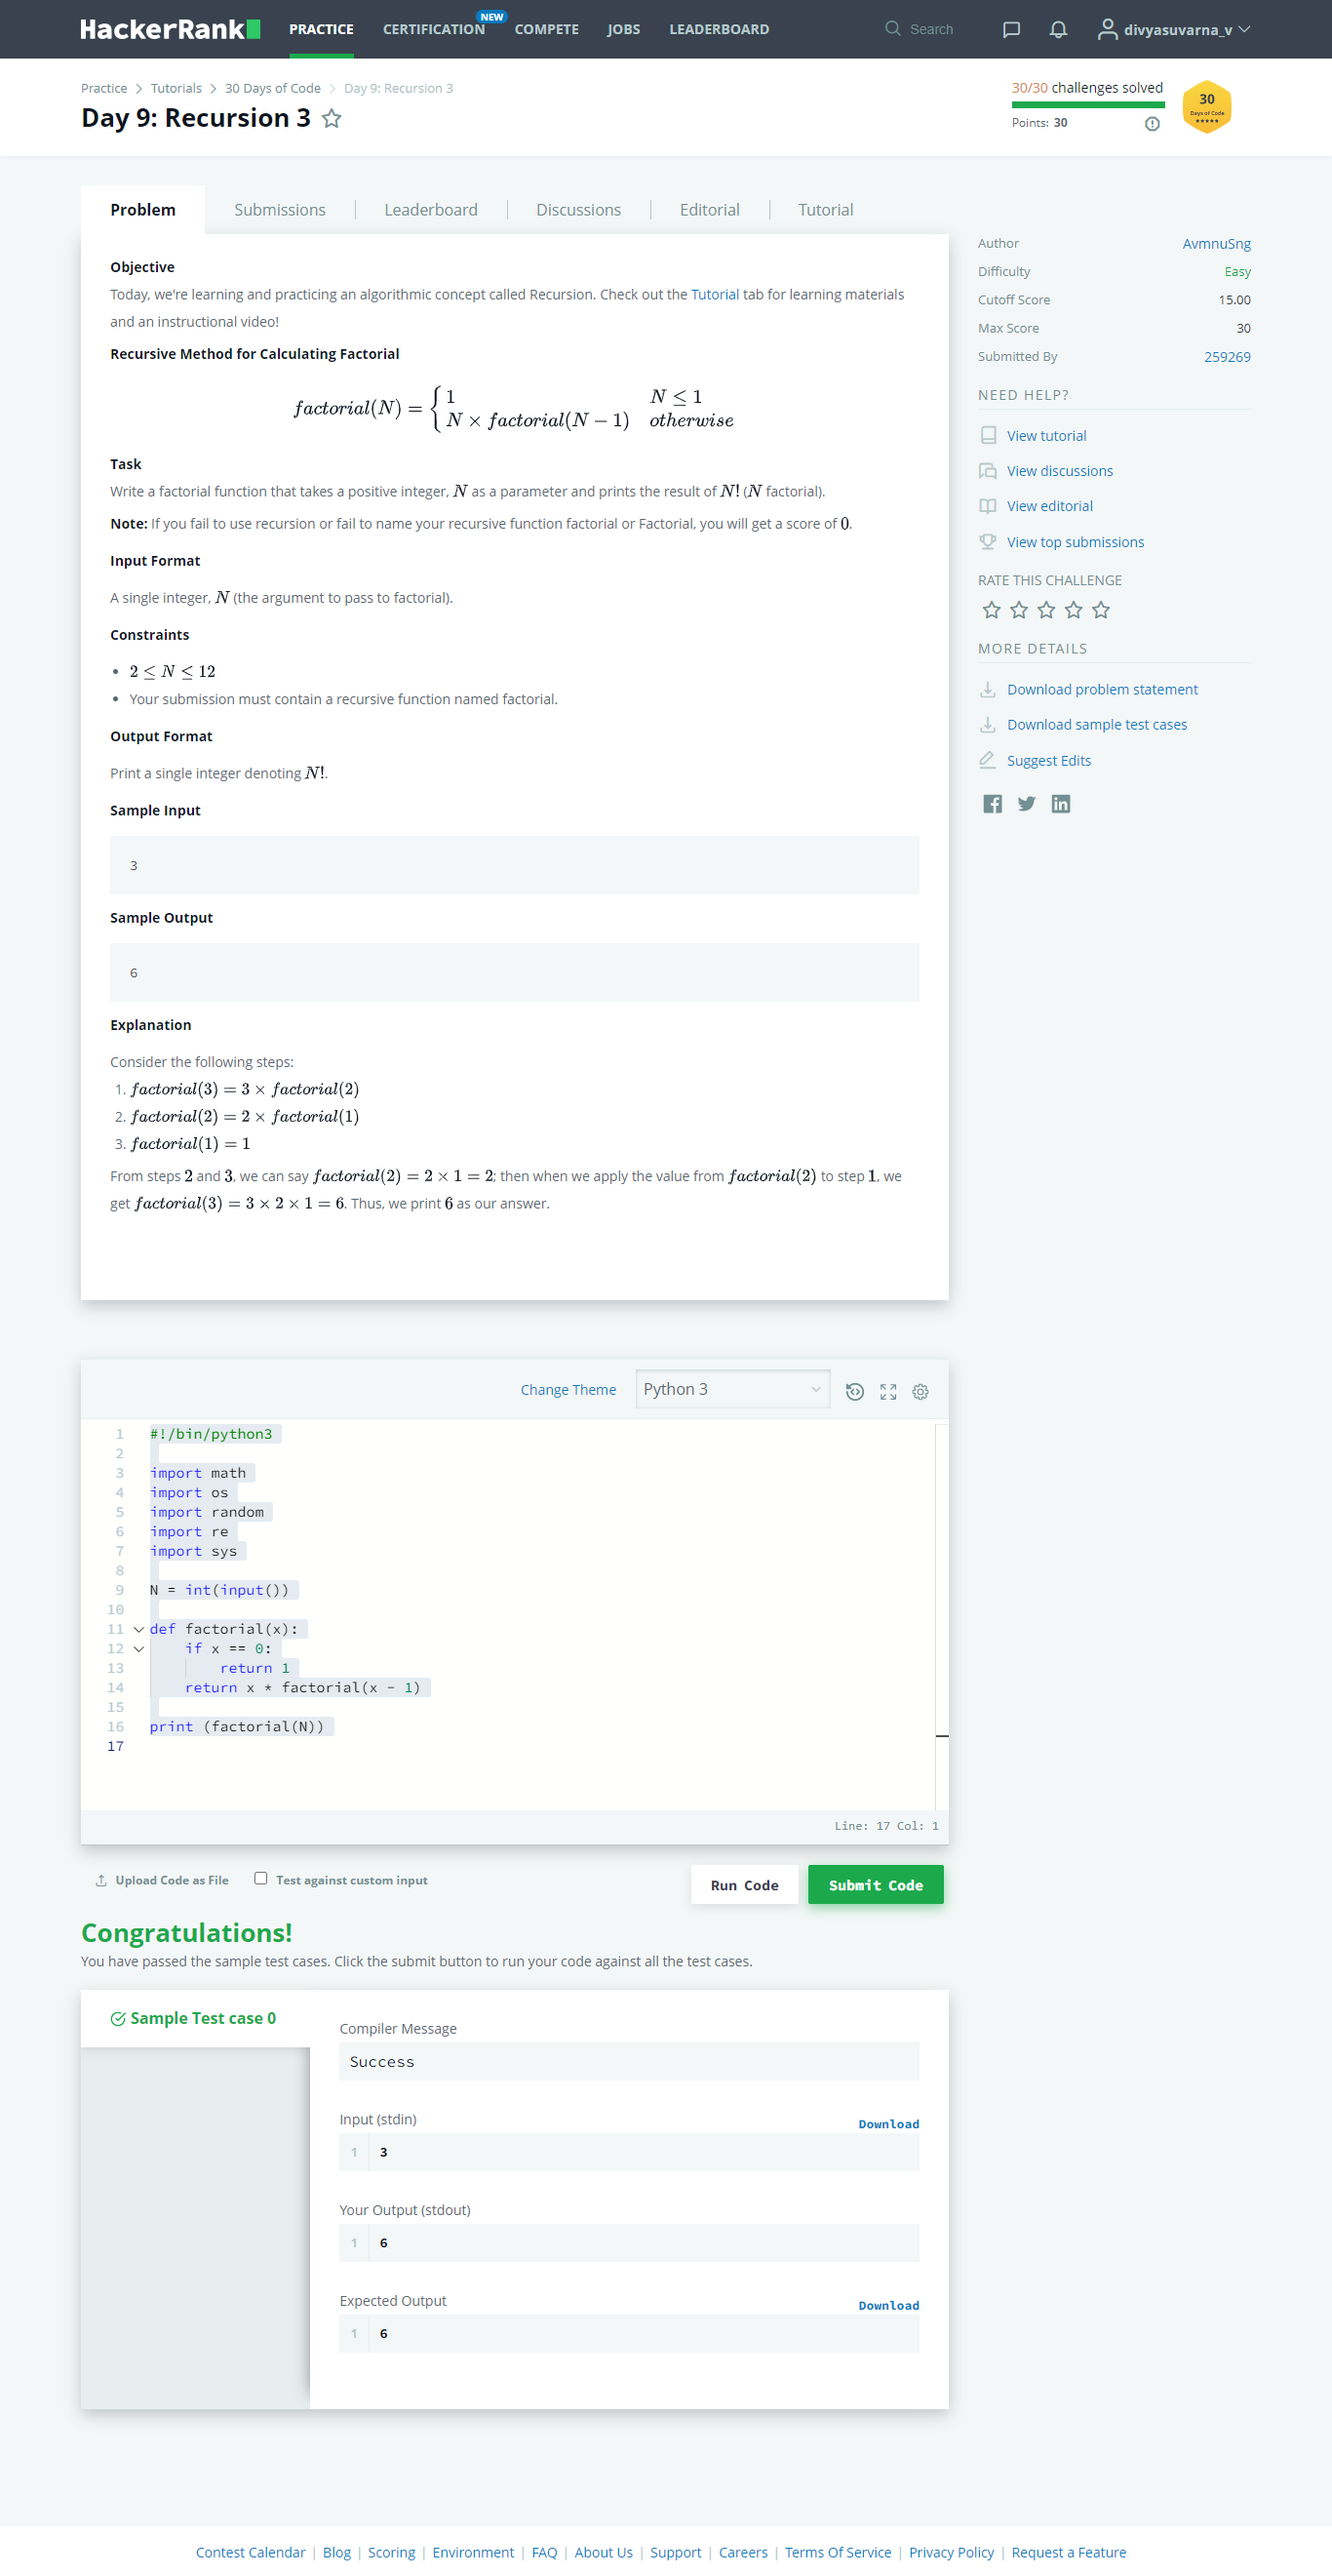 HackerRank
PRACTICE
CERTIFICATION
NEW
COMPETE
JOBS
LEADERBOARD
Search
divyasuvarna_v
Practice > Tutorials > 30 Days of Code > Day 9: Recursion 3
Day 9: Recursion 3
30/30 challenges solved
Points: 30
30
Days of Code
Problem
Submissions
Leaderboard
Discussions
Editorial
Tutorial
Objective
Today, we're learning and practicing an algorithmic concept called Recursion. Check out the Tutorial tab for learning materials
and an instructional video!
Recursive Method for Calculating Factorial
factorial(N) = { 1 N ≤ 1
N × factorial(N − 1) otherwise
Task
Write a factorial function that takes a positive integer, N as a parameter and prints the result of N! (N factorial).
Note: If you fail to use recursion or fail to name your recursive function factorial or Factorial, you will get a score of 0.
Input Format
A single integer, N (the argument to pass to factorial).
Constraints
• 2 ≤ N ≤ 12
• Your submission must contain a recursive function named factorial.
Output Format
Print a single integer denoting N!.
Sample Input
3
Sample Output
6
Explanation
Consider the following steps:
1. factorial(3) = 3 × factorial(2)
2. factorial(2) = 2 × factorial(1)
3. factorial(1) = 1
From steps 2 and 3, we can say factorial(2) = 2 × 1 = 2; then when we apply the value from factorial(2) to step 1, we
get factorial(3) = 3 × 2 × 1 = 6. Thus, we print 6 as our answer.
Author AvmnuSng
Difficulty Easy
Cutoff Score 15.00
Max Score 30
Submitted By 259269
NEED HELP?
View tutorial
View discussions
View editorial
View top submissions
RATE THIS CHALLENGE
MORE DETAILS
Download problem statement
Download sample test cases
Suggest Edits
Change Theme
Python 3
1 #!/bin/python3
2
3 import math
4 import os
5 import random
6 import re
7 import sys
8
9 N = int(input())
10
11 def factorial(x):
12     if x == 0:
13         return 1
14     return x * factorial(x - 1)
15
16 print (factorial(N))
17
Line: 17 Col: 1
Upload Code as File
Test against custom input
Run Code
Submit Code
Congratulations!
You have passed the sample test cases. Click the submit button to run your code against all the test cases.
Sample Test case 0
Compiler Message
Success
Input (stdin)
Download
1 3
Your Output (stdout)
1 6
Expected Output
Download
1 6
Contest Calendar | Blog | Scoring | Environment | FAQ | About Us | Support | Careers | Terms Of Service | Privacy Policy | Request a Feature